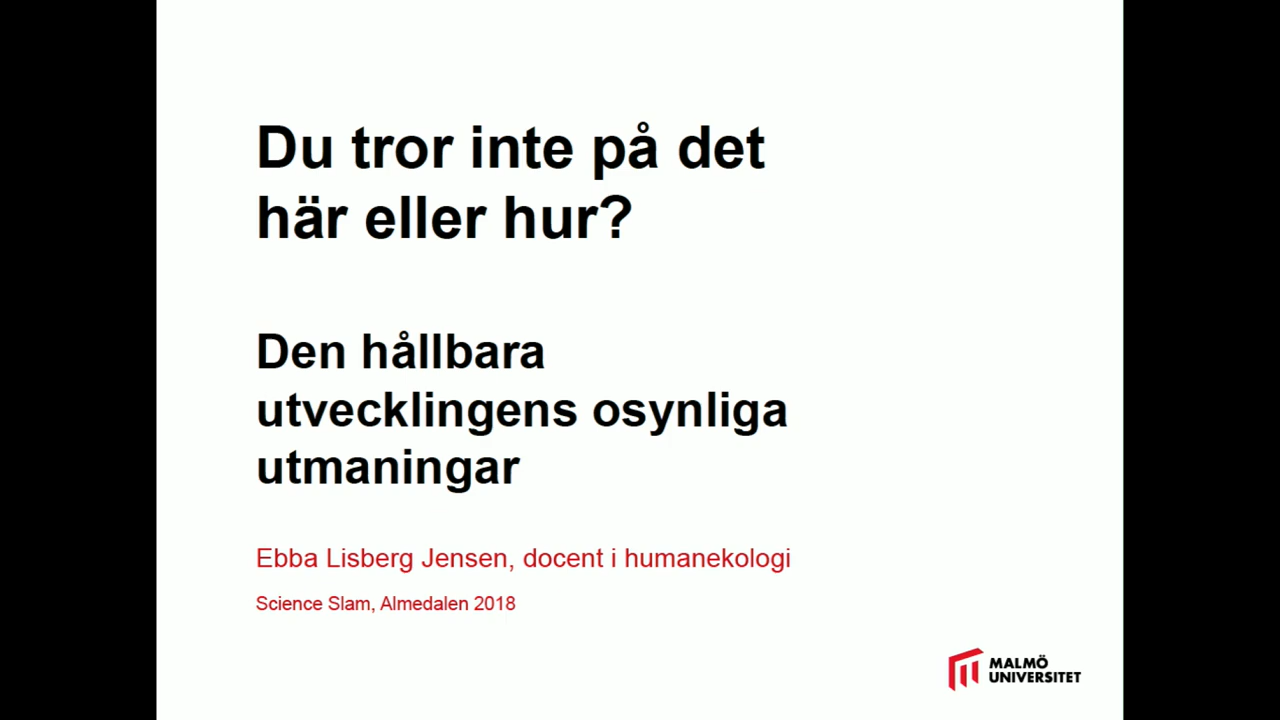 Du tror inte på det
här eller hur?
Den hållbara
utvecklingens osynliga
utmaningar
Ebba Lisberg Jensen, docent i humanekologi
Science Slam, Almedalen 2018
MALMÖ
UNIVERSITET